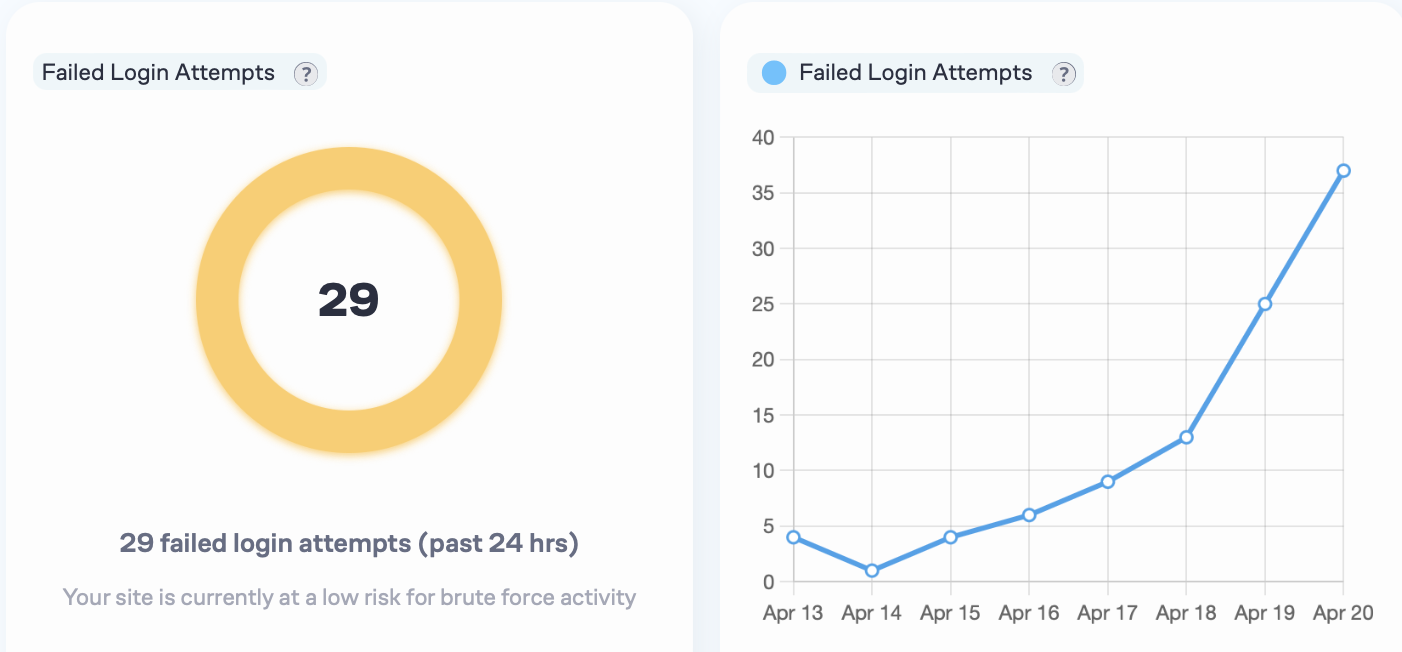 Failed Login Attempts ?
29
29 failed login attempts (past 24 hrs)
Your site is currently at a low risk for brute force activity
Failed Login Attempts ?
40
35
30
25
20
15
10
5
0
Apr 13 Apr 14 Apr 15 Apr 16 Apr 17 Apr 18 Apr 19 Apr 20